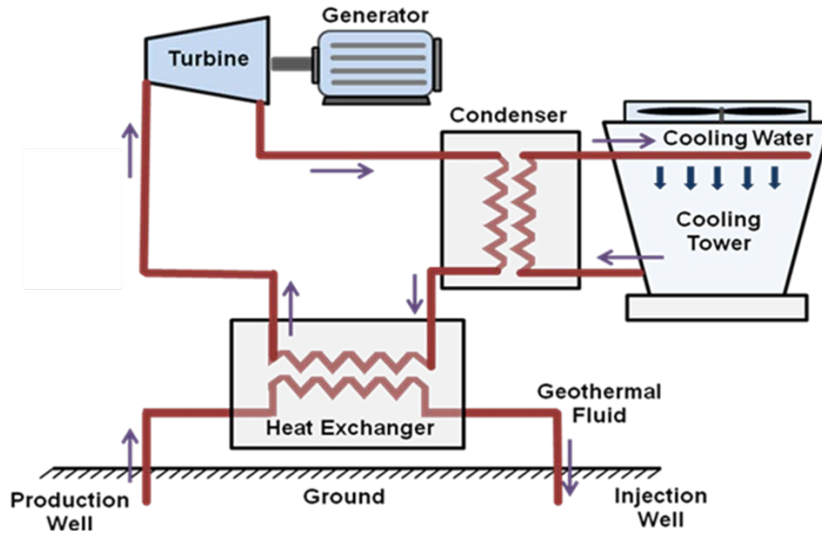 Generator
Turbine
Condenser
Cooling Water
Cooling
Tower
Geothermal
Fluid
Heat Exchanger
Production
Well
Ground
Injection
Well